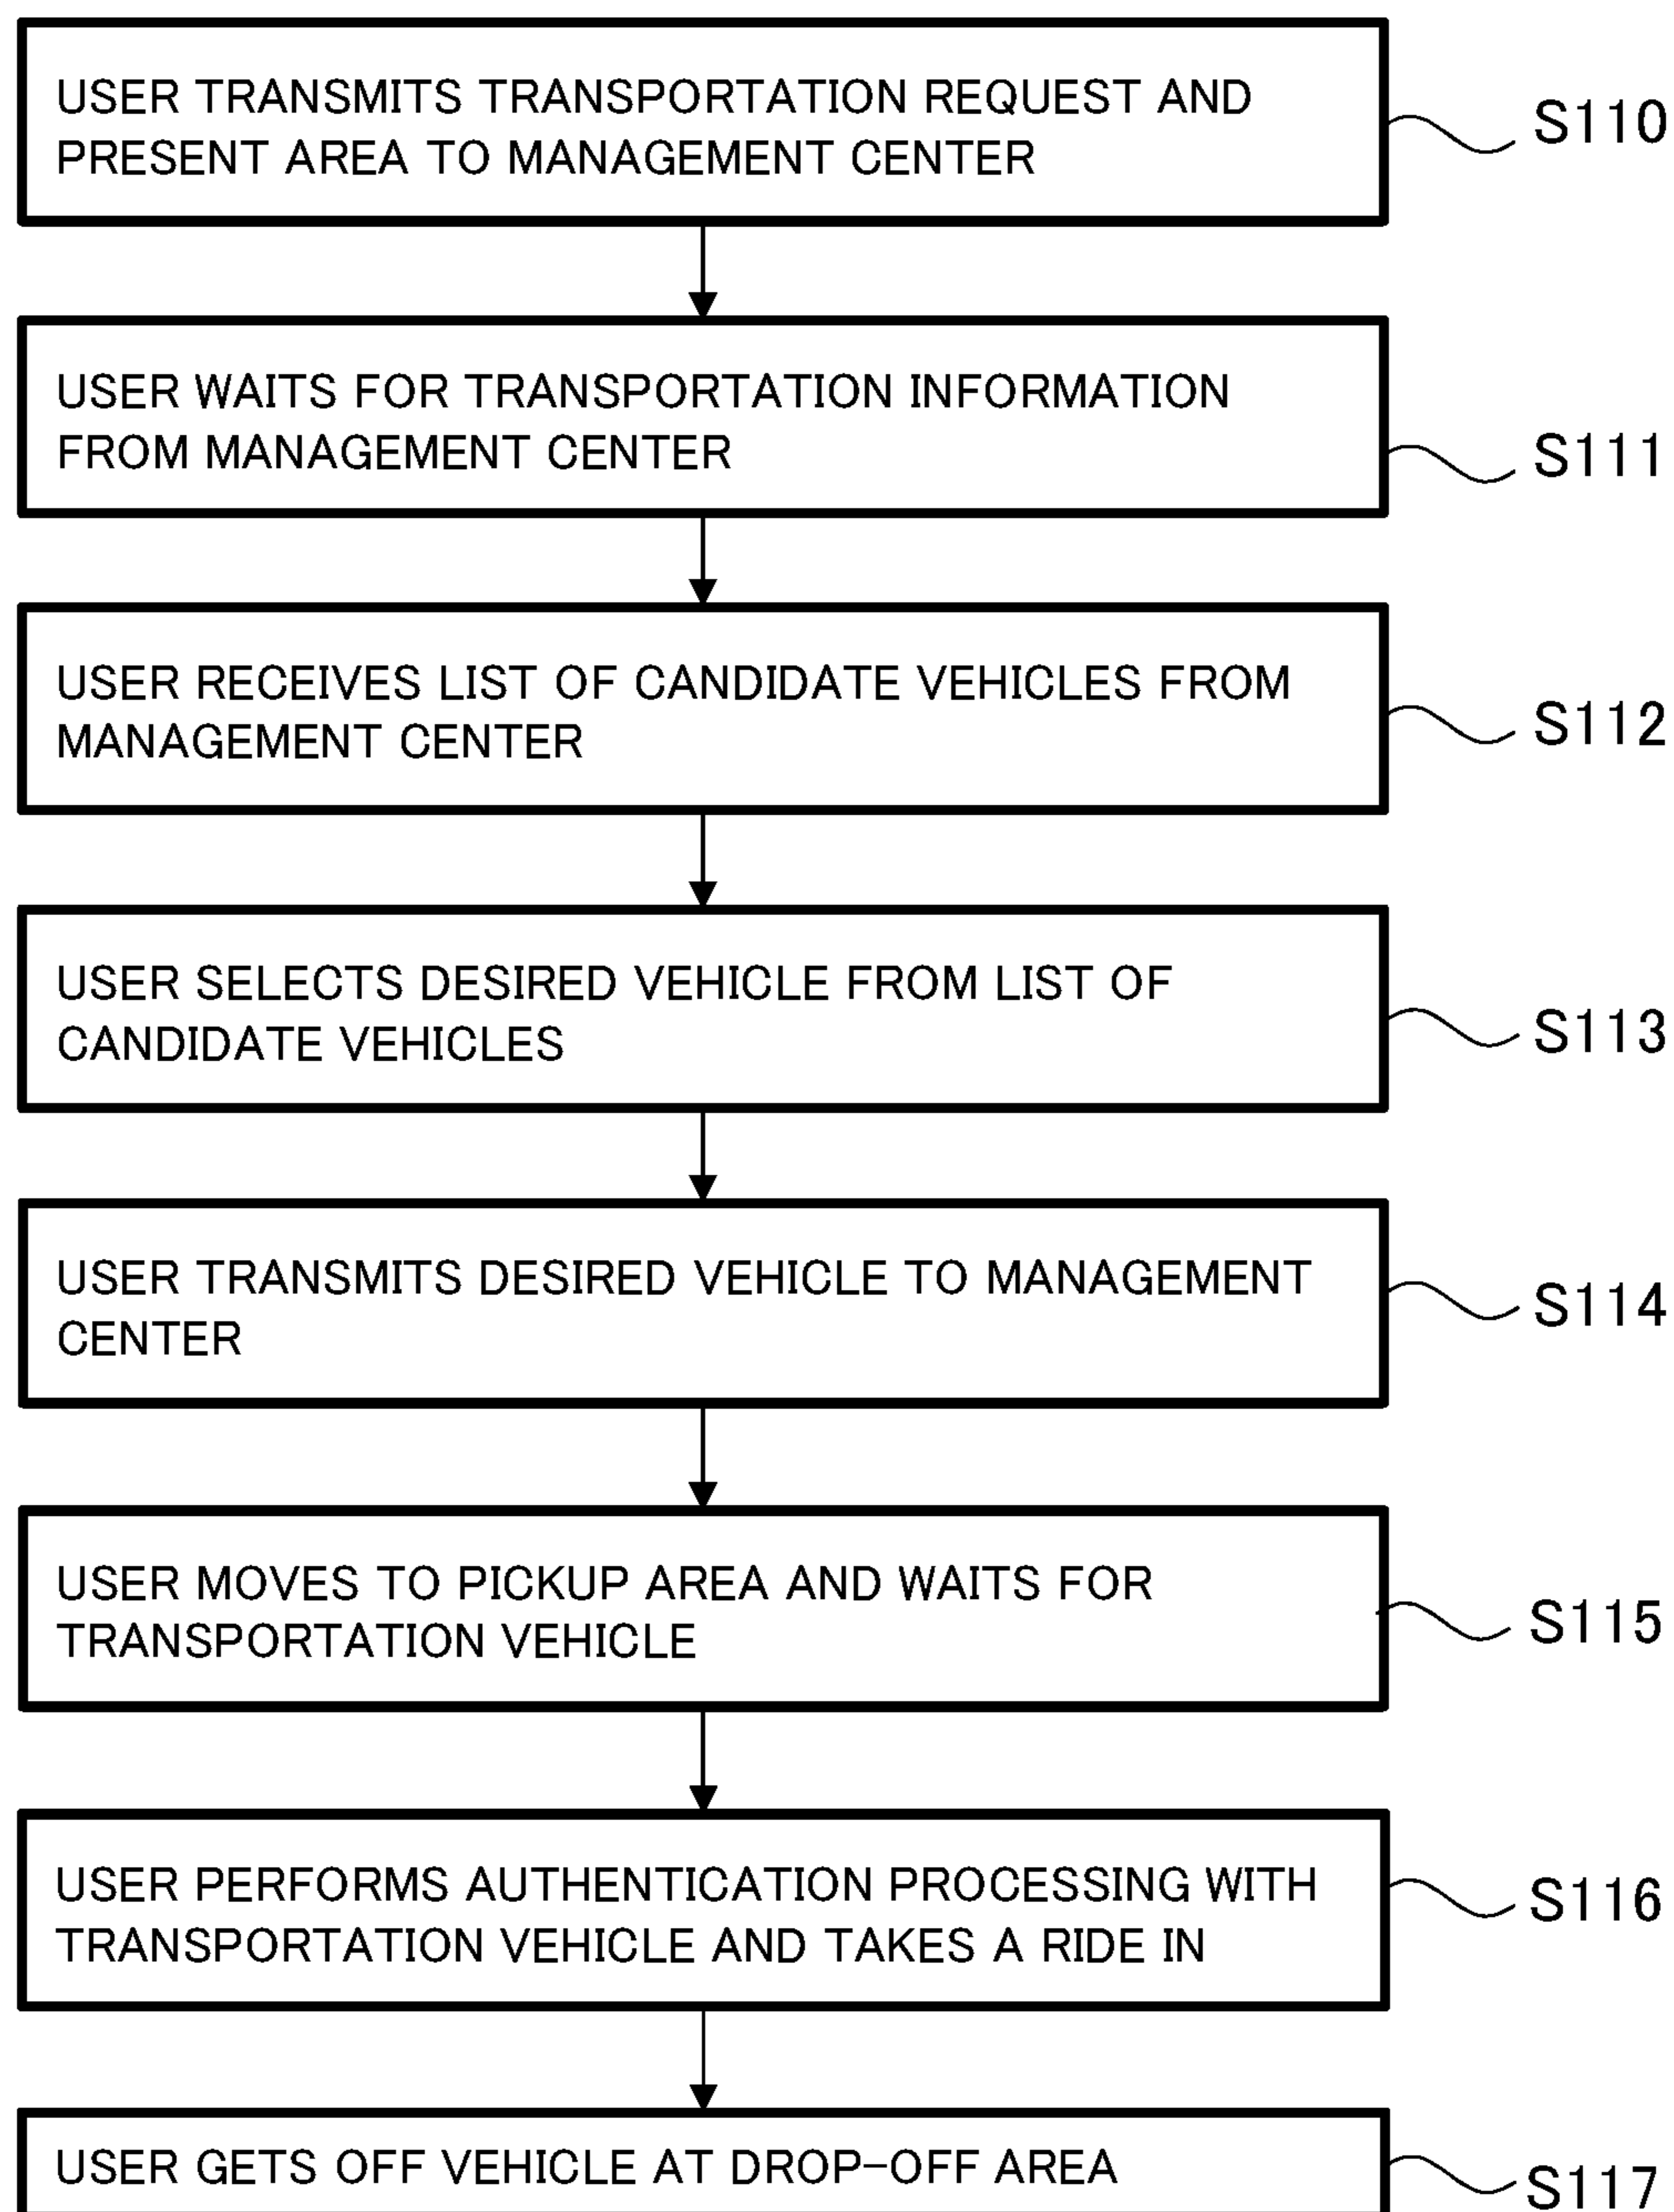 USER TRANSMITS TRANSPORTATION REQUEST AND
PRESENT AREA TO MANAGEMENT CENTER
S110
USER WAITS FOR TRANSPORTATION INFORMATION
FROM MANAGEMENT CENTER
S111
USER RECEIVES LIST OF CANDIDATE VEHICLES FROM
MANAGEMENT CENTER
S112
USER SELECTS DESIRED VEHICLE FROM LIST OF
CANDIDATE VEHICLES
S113
USER TRANSMITS DESIRED VEHICLE TO MANAGEMENT
CENTER
S114
USER MOVES TO PICKUP AREA AND WAITS FOR
TRANSPORTATION VEHICLE
S115
USER PERFORMS AUTHENTICATION PROCESSING WITH
TRANSPORTATION VEHICLE AND TAKES A RIDE IN
S116
USER GETS OFF VEHICLE AT DROP-OFF AREA
S117